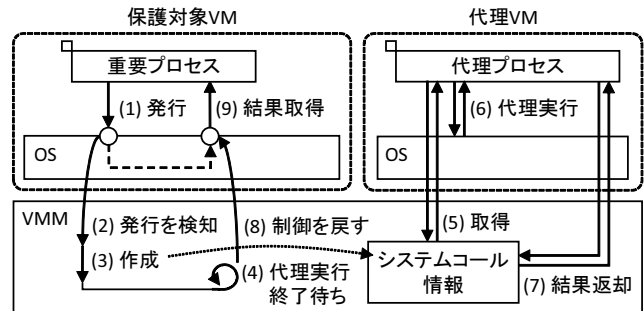 保護対象VM
代理VM
重要プロセス
代理プロセス
(1) 発行
(9) 結果取得
(6) 代理実行
OS
OS
VMM
(2) 発行を検知
(8) 制御を戻す
(5) 取得
(3) 作成
(4) 代理実行
終了待ち
システムコール
情報
(7) 結果返却